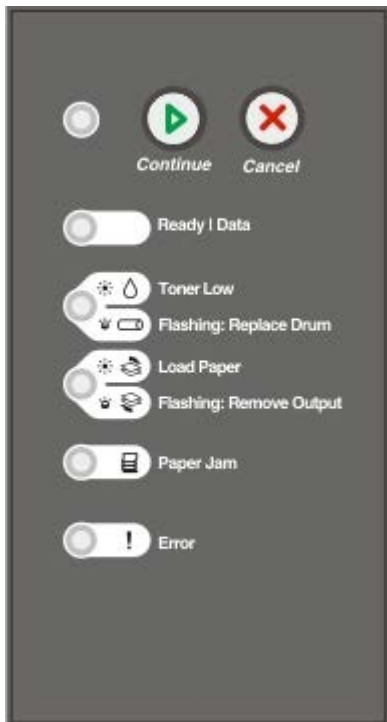 Continue
Cancel
Ready | Data
Toner Low
Flashing: Replace Drum
Load Paper
Flashing: Remove Output
Paper Jam
! Error